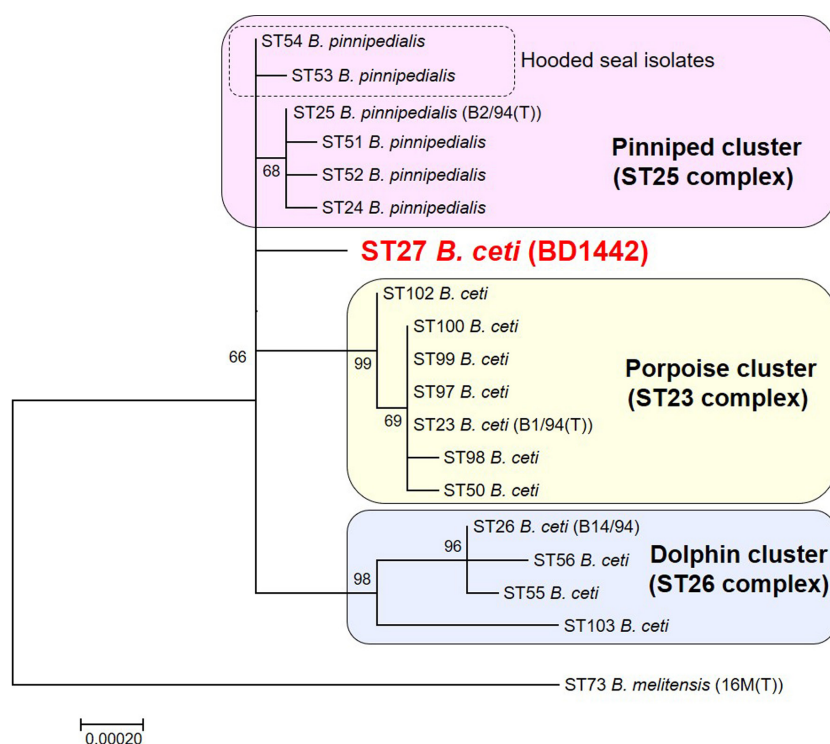 ST54 B. pinnipedialis
Hooded seal isolates
ST53 B. pinnipedialis
ST25 B. pinnipedialis (B2/94(T))
ST51 B. pinnipedialis
Pinniped cluster
(ST25 complex)
68
ST52 B. pinnipedialis
ST24 B. pinnipedialis
ST27 B. ceti (BD1442)
ST102 B. ceti
ST100 B. ceti
66
99
ST99 B. ceti
Porpoise cluster
(ST23 complex)
ST97 B. ceti
69
ST23 B. ceti (B1/94(T))
ST98 B. ceti
ST50 B. ceti
ST26 B. ceti (B14/94)
96
Dolphin cluster
(ST26 complex)
ST56 B. ceti
98
ST55 B. ceti
ST103 B. ceti
ST73 B. melitensis (16M(T))
0.00020